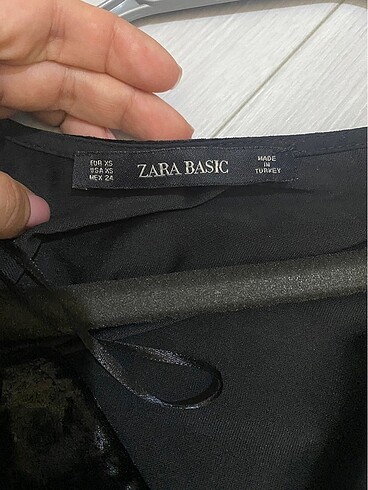 EUR XS
USA XS
MEX 24
ZARA BASIC
MADE
IN
TURKEY